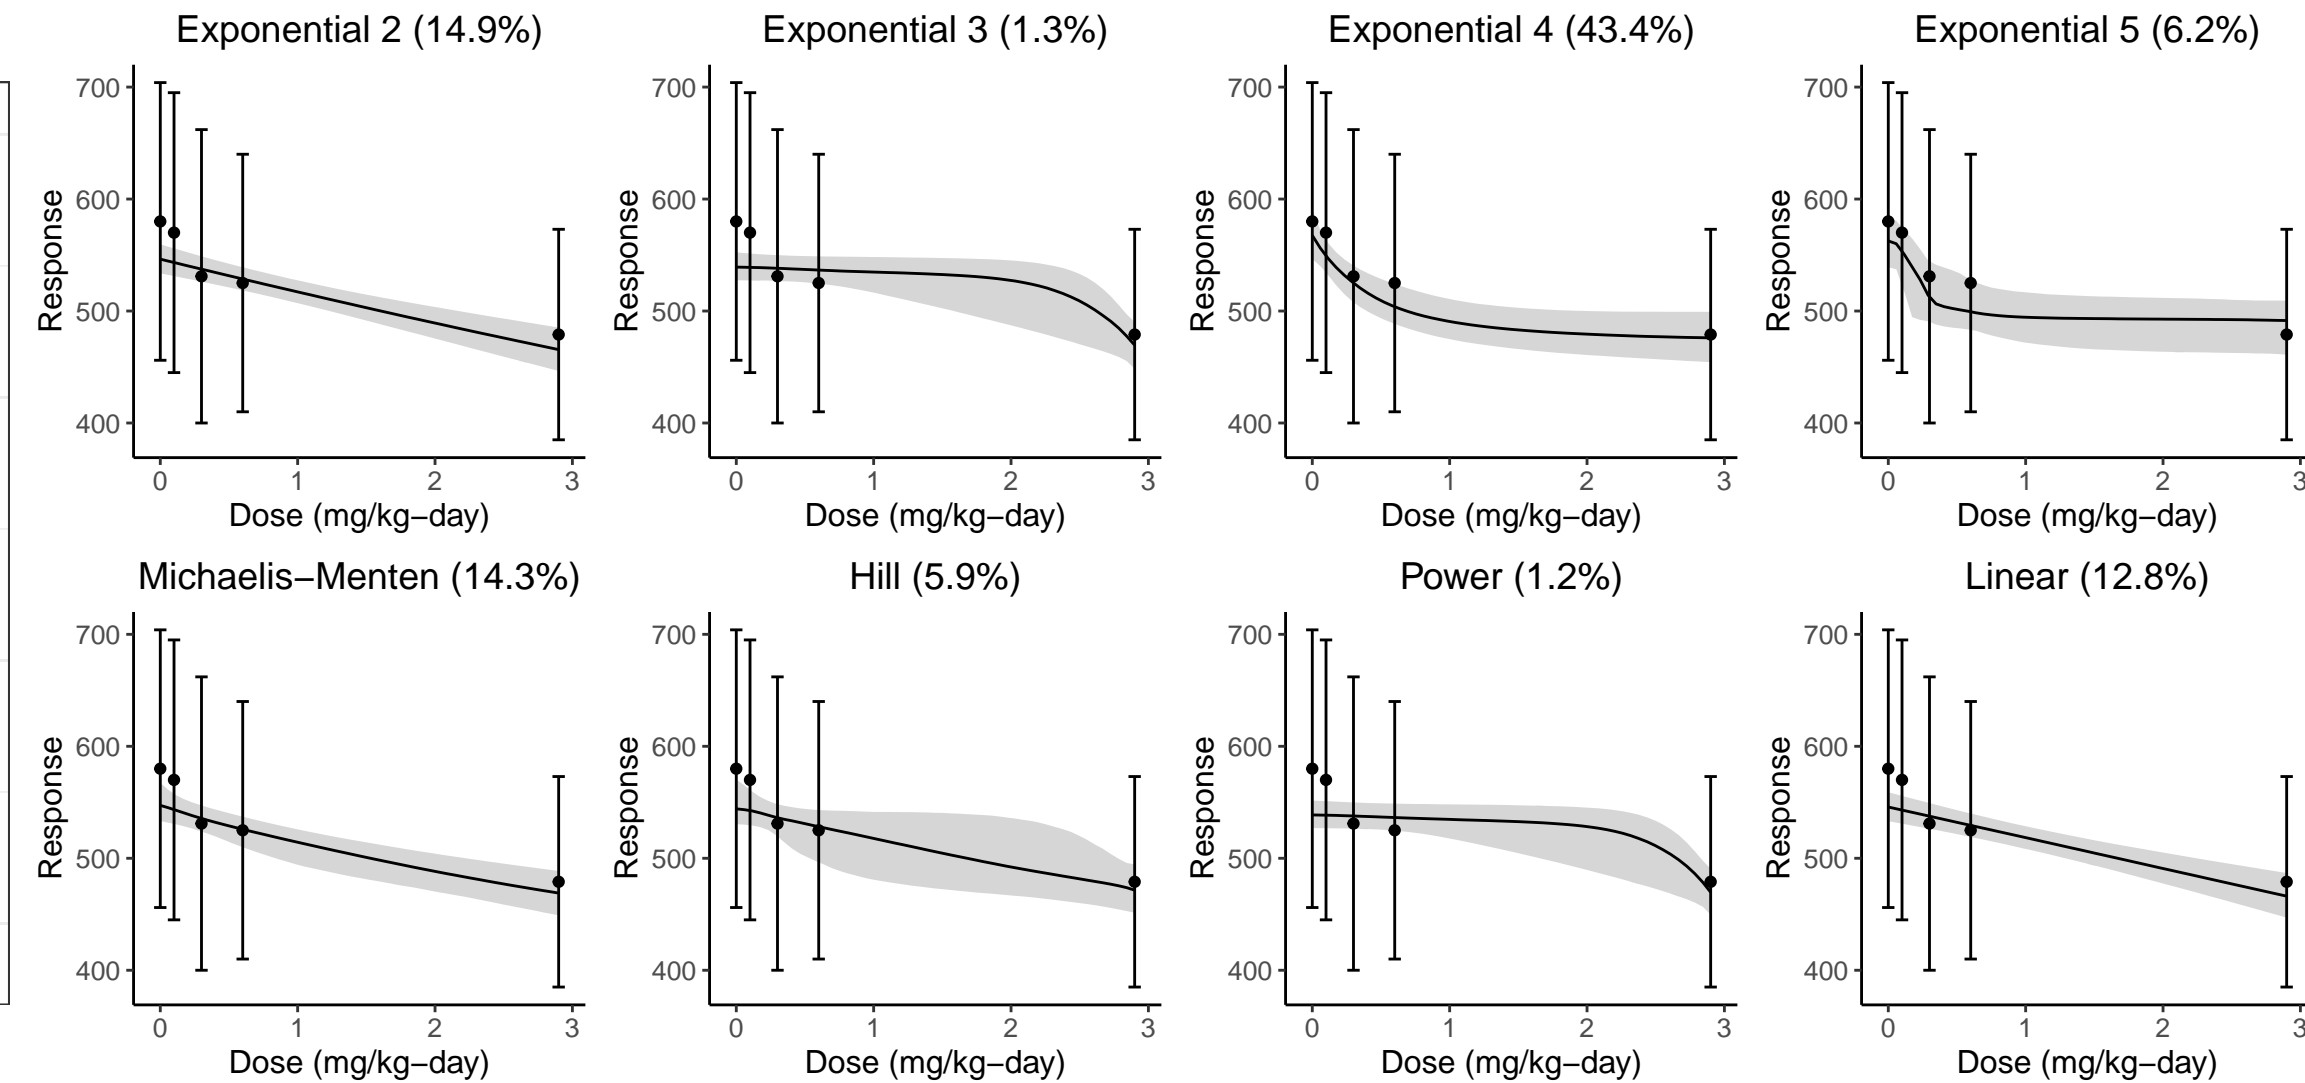 Exponential 2 (14.9%)
Exponential 3 (1.3%)
Exponential 4 (43.4%)
Exponential 5 (6.2%)
700
600
500
400
Response
0 1 2 3
Dose (mg/kg−day)
700
600
500
400
Response
0 1 2 3
Dose (mg/kg−day)
700
600
500
400
Response
0 1 2 3
Dose (mg/kg−day)
700
600
500
400
Response
0 1 2 3
Dose (mg/kg−day)
Michaelis−Menten (14.3%)
Hill (5.9%)
Power (1.2%)
Linear (12.8%)
700
600
500
400
Response
0 1 2 3
Dose (mg/kg−day)
700
600
500
400
Response
0 1 2 3
Dose (mg/kg−day)
700
600
500
400
Response
0 1 2 3
Dose (mg/kg−day)
700
600
500
400
Response
0 1 2 3
Dose (mg/kg−day)